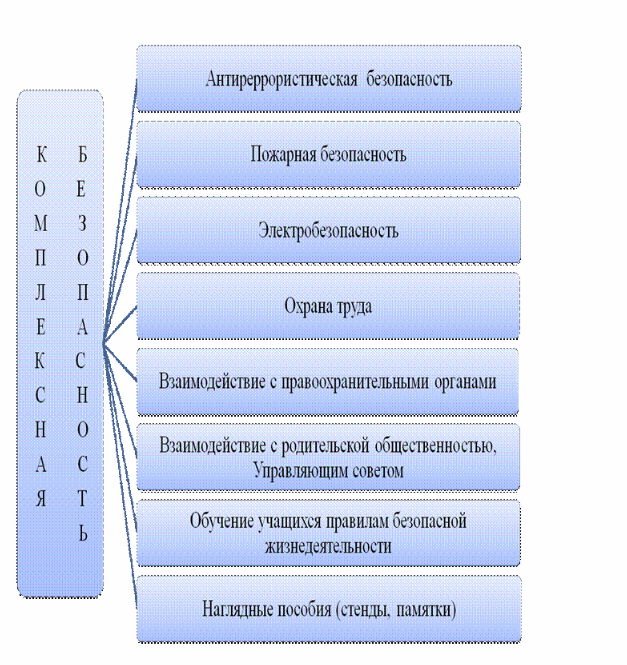 КОМПЛЕКСНАЯ
БЕЗОПАСНОСТЬ
Антиреррористическая безопасность
Пожарная безопасность
Электробезопасность
Охрана труда
Взаимодействие с правоохранительными органами
Взаимодействие с родительской общественностью,
Управляющим советом
Обучение учащихся правилам безопасной
жизнедеятельности
Наглядные пособия (стенды, памятки)